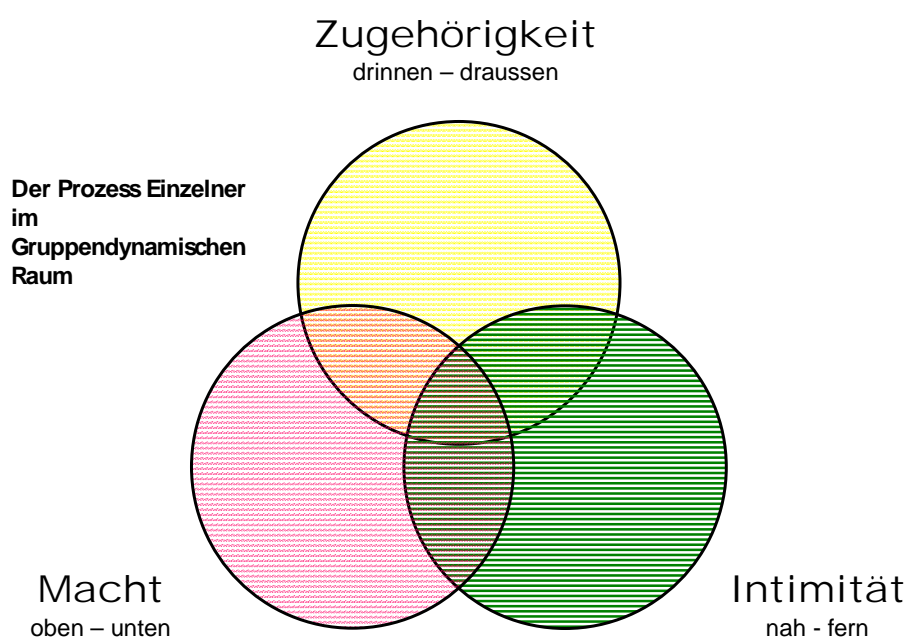 Zugehörigkeit
drinnen – draussen
Der Prozess Einzelner
im
Gruppendynamischen
Raum
Macht
oben – unten
Intimität
nah - fern